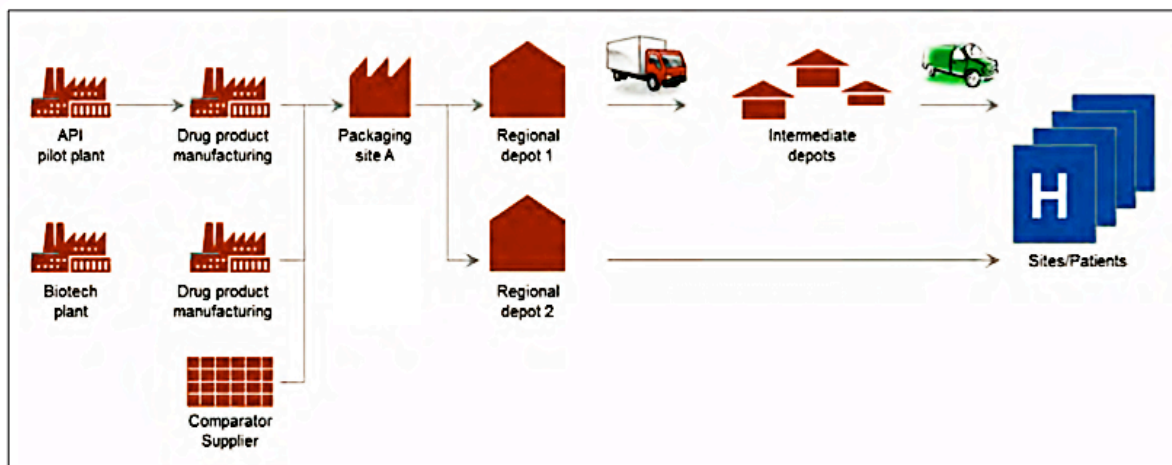 API
pilot plant
Drug product
manufacturing
Packaging
site A
Regional
depot 1
Intermediate
depots
H
Sites/Patients
Biotech
plant
Drug product
manufacturing
Regional
depot 2
Comparator
Supplier